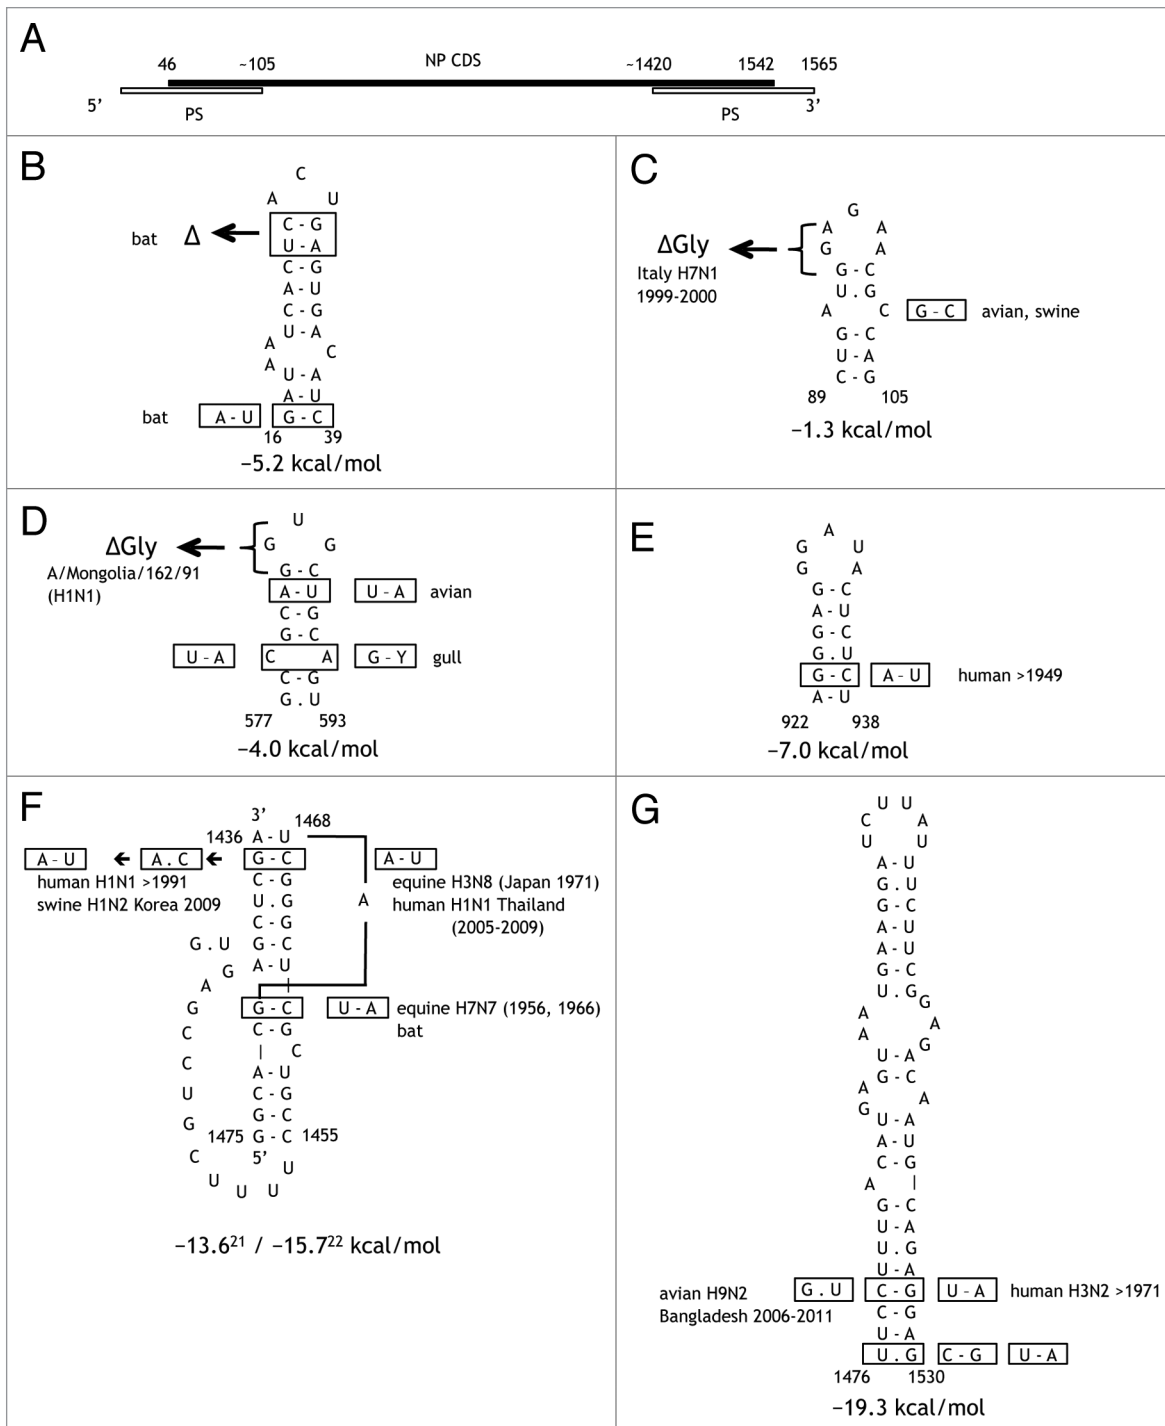 A
46 ~105 NP CDS ~1420 1542 1565
5’ PS PS 3’
B
C
A U
bat Δ C - G
U - A
C - G
A - U
C - G
U - A
A C
A
U - A
A - U
bat A - U G - C
16 39
−5.2 kcal/mol
C
G
A A
ΔGly G A
Italy H7N1 G - C
1999-2000 U . G
A C G - C avian, swine
G - C
U - A
C - G
89 105
−1.3 kcal/mol
D
U
ΔGly G G
A/Mongolia/162/91 G - C
(H1N1) A - U U - A avian
C - G
G - C
U - A C A G - Y gull
C - G
G . U
577 593
−4.0 kcal/mol
E
A
G U
G A
G - C
A - U
G - C
G . U
G - C A - U human >1949
A - U
922 938
−7.0 kcal/mol
F
3’
1436 A - U 1468
A - U A . C G - C A - U
human H1N1 >1991 C - G equine H3N8 (Japan 1971)
swine H1N2 Korea 2009 U . G A human H1N1 Thailand
C - G (2005-2009)
G . U G - C
G A - U
A
G G - C U - A equine H7N7 (1956, 1966)
C C - G bat
C | C
A - U
U C - G
G G - C
1475 G - C 1455
C 5’ U
U U U
−13.6²¹ / −15.7²² kcal/mol
G
U U
C A
U U
A - U
G . U
G - C
A - U
A - U
G - C
U . G G
A A
A G
U - A
G - C
A A
G U - A
A - U
C - G
A |
G - C
U - A
U . G
U - A
avian H9N2 G . U C - G U - A human H3N2 >1971
Bangladesh 2006-2011 C - G
U - A
U . G C - G U - A
1476 1530
−19.3 kcal/mol